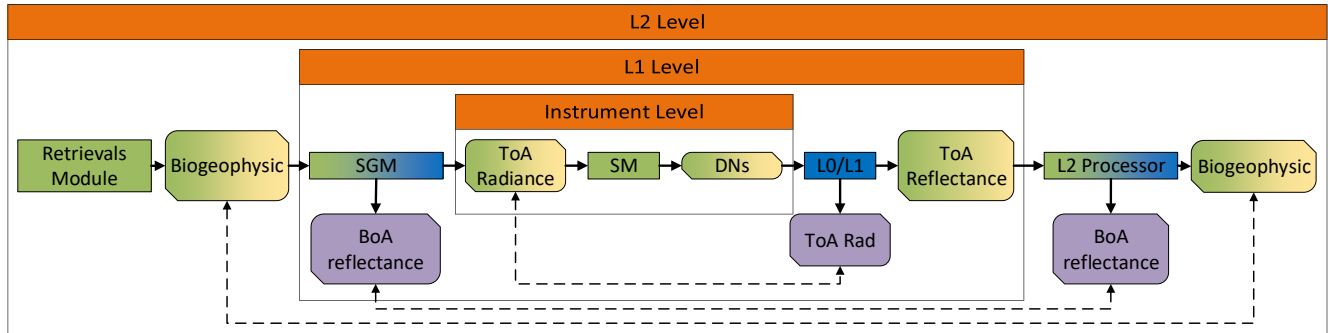 L2 Level
L1 Level
Instrument Level
Retrievals
Module
Biogeophysic
SGM
ToA
Radiance
SM
DNs
L0/L1
ToA
Reflectance
L2 Processor
Biogeophysic
BoA
reflectance
ToA Rad
BoA
reflectance